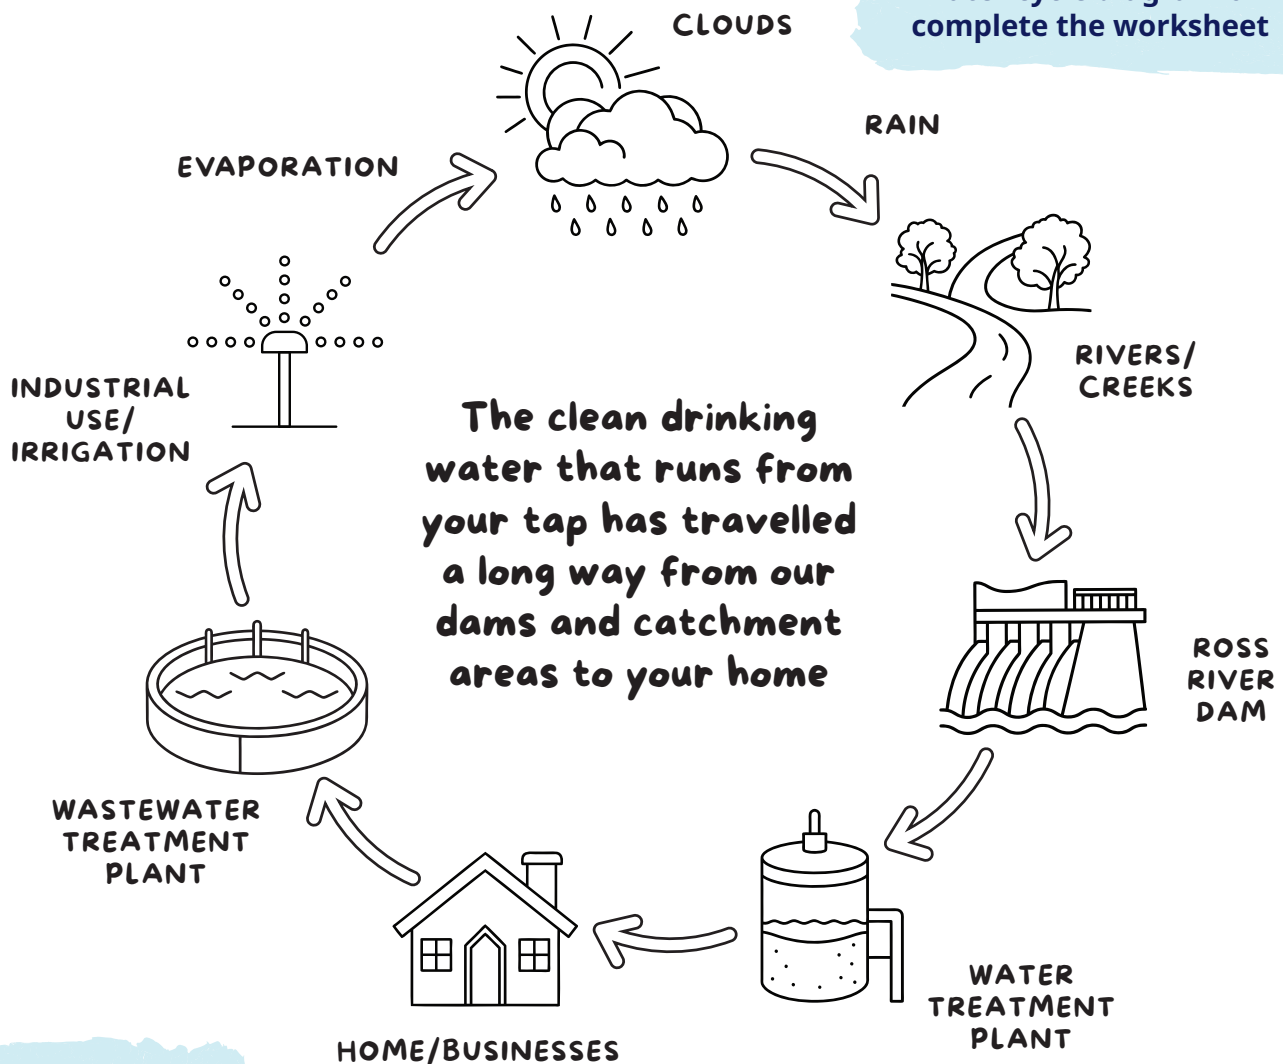 complete the worksheet
CLOUDS
RAIN
EVAPORATION
RIVERS/
CREEKS
INDUSTRIAL
USE/
IRRIGATION
The clean drinking
water that runs from
your tap has travelled
a long way from our
dams and catchment
areas to your home
ROSS
RIVER
DAM
WASTEWATER
TREATMENT
PLANT
WATER
TREATMENT
PLANT
HOME/BUSINESSES